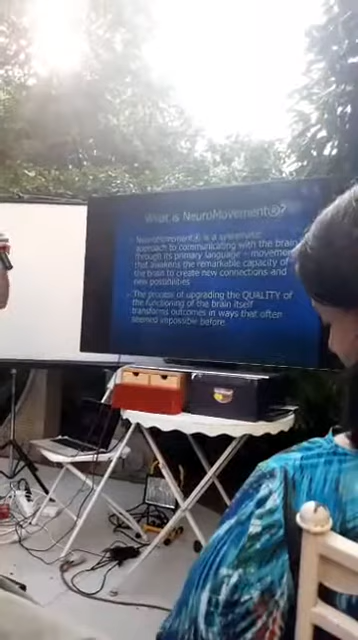 What is NeuroMovement®?
NeuroMovement® is a systematic
approach to communicating with the brain
through its primary language – movement
that awakens the remarkable capacity of
the brain to create new connections and
new possibilities
The process of upgrading the QUALITY of
the functioning of the brain itself
transforms outcomes in ways that often
seemed impossible before.